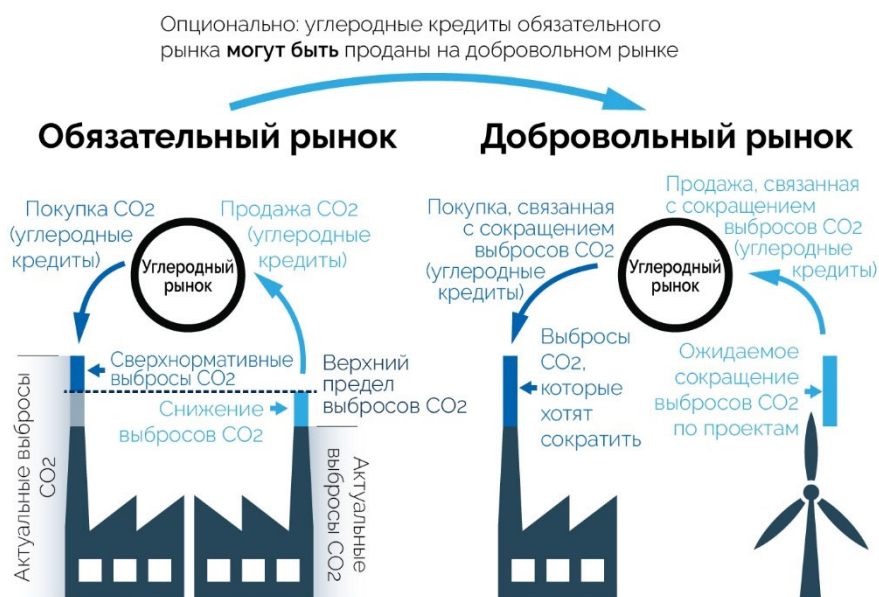 Опционально: углеродные кредиты обязательного
рынка могут быть проданы на добровольном рынке
Обязательный рынок
Покупка CO2
(углеродные
кредиты)
Углеродный
рынок
Продажа CO2
(углеродные
кредиты)
Сверхнормативные
выбросы CO2
Снижение
выбросов CO2
Верхний
предел
выбросов CO2
Актуальные выбросы
CO2
Актуальные
выбросы CO2
Добровольный рынок
Покупка, связанная
с сокращением
выбросов CO2
(углеродные
кредиты)
Углеродный
рынок
Продажа, связанная
с сокращением
выбросов CO2
(углеродные
кредиты)
Выбросы
CO2,
которые
хотят
сократить
Ожидаемое
сокращение
выбросов CO2
по проектам